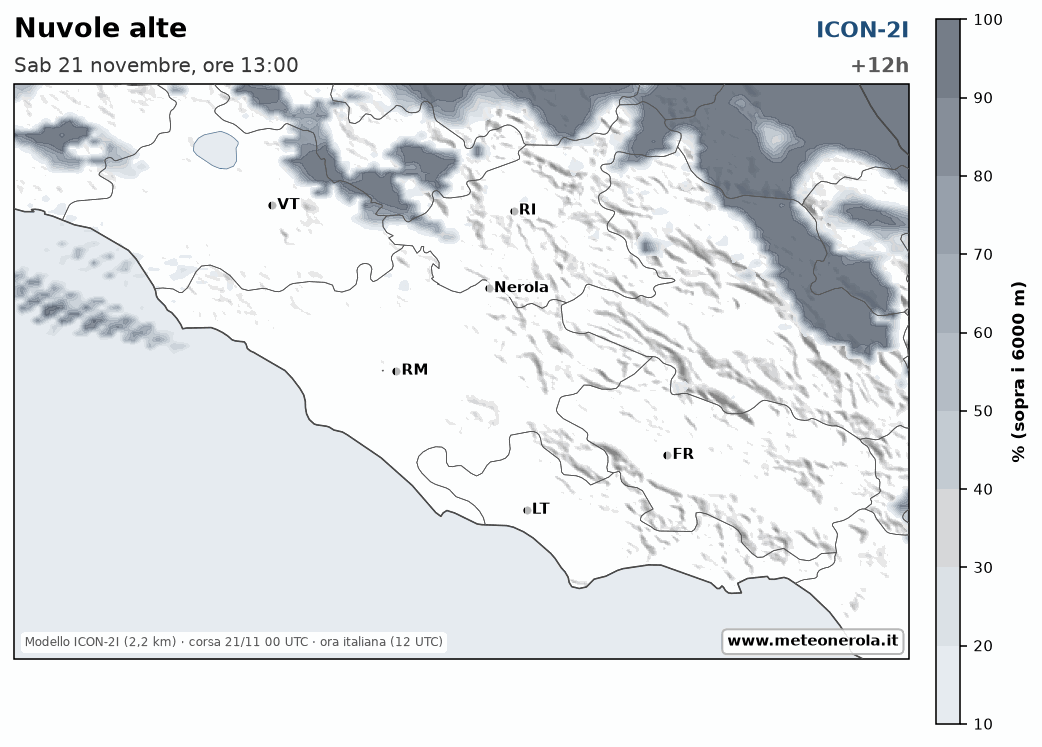 Nuvole alte
ICON-2I
Sab 21 novembre, ore 13:00
+12h
100
90
80
70
60
50
40
30
20
10
% (sopra i 6000 m)
VT
RI
Nerola
RM
FR
LT
Modello ICON-2I (2,2 km) · corsa 21/11 00 UTC · ora italiana (12 UTC)
www.meteonerola.it